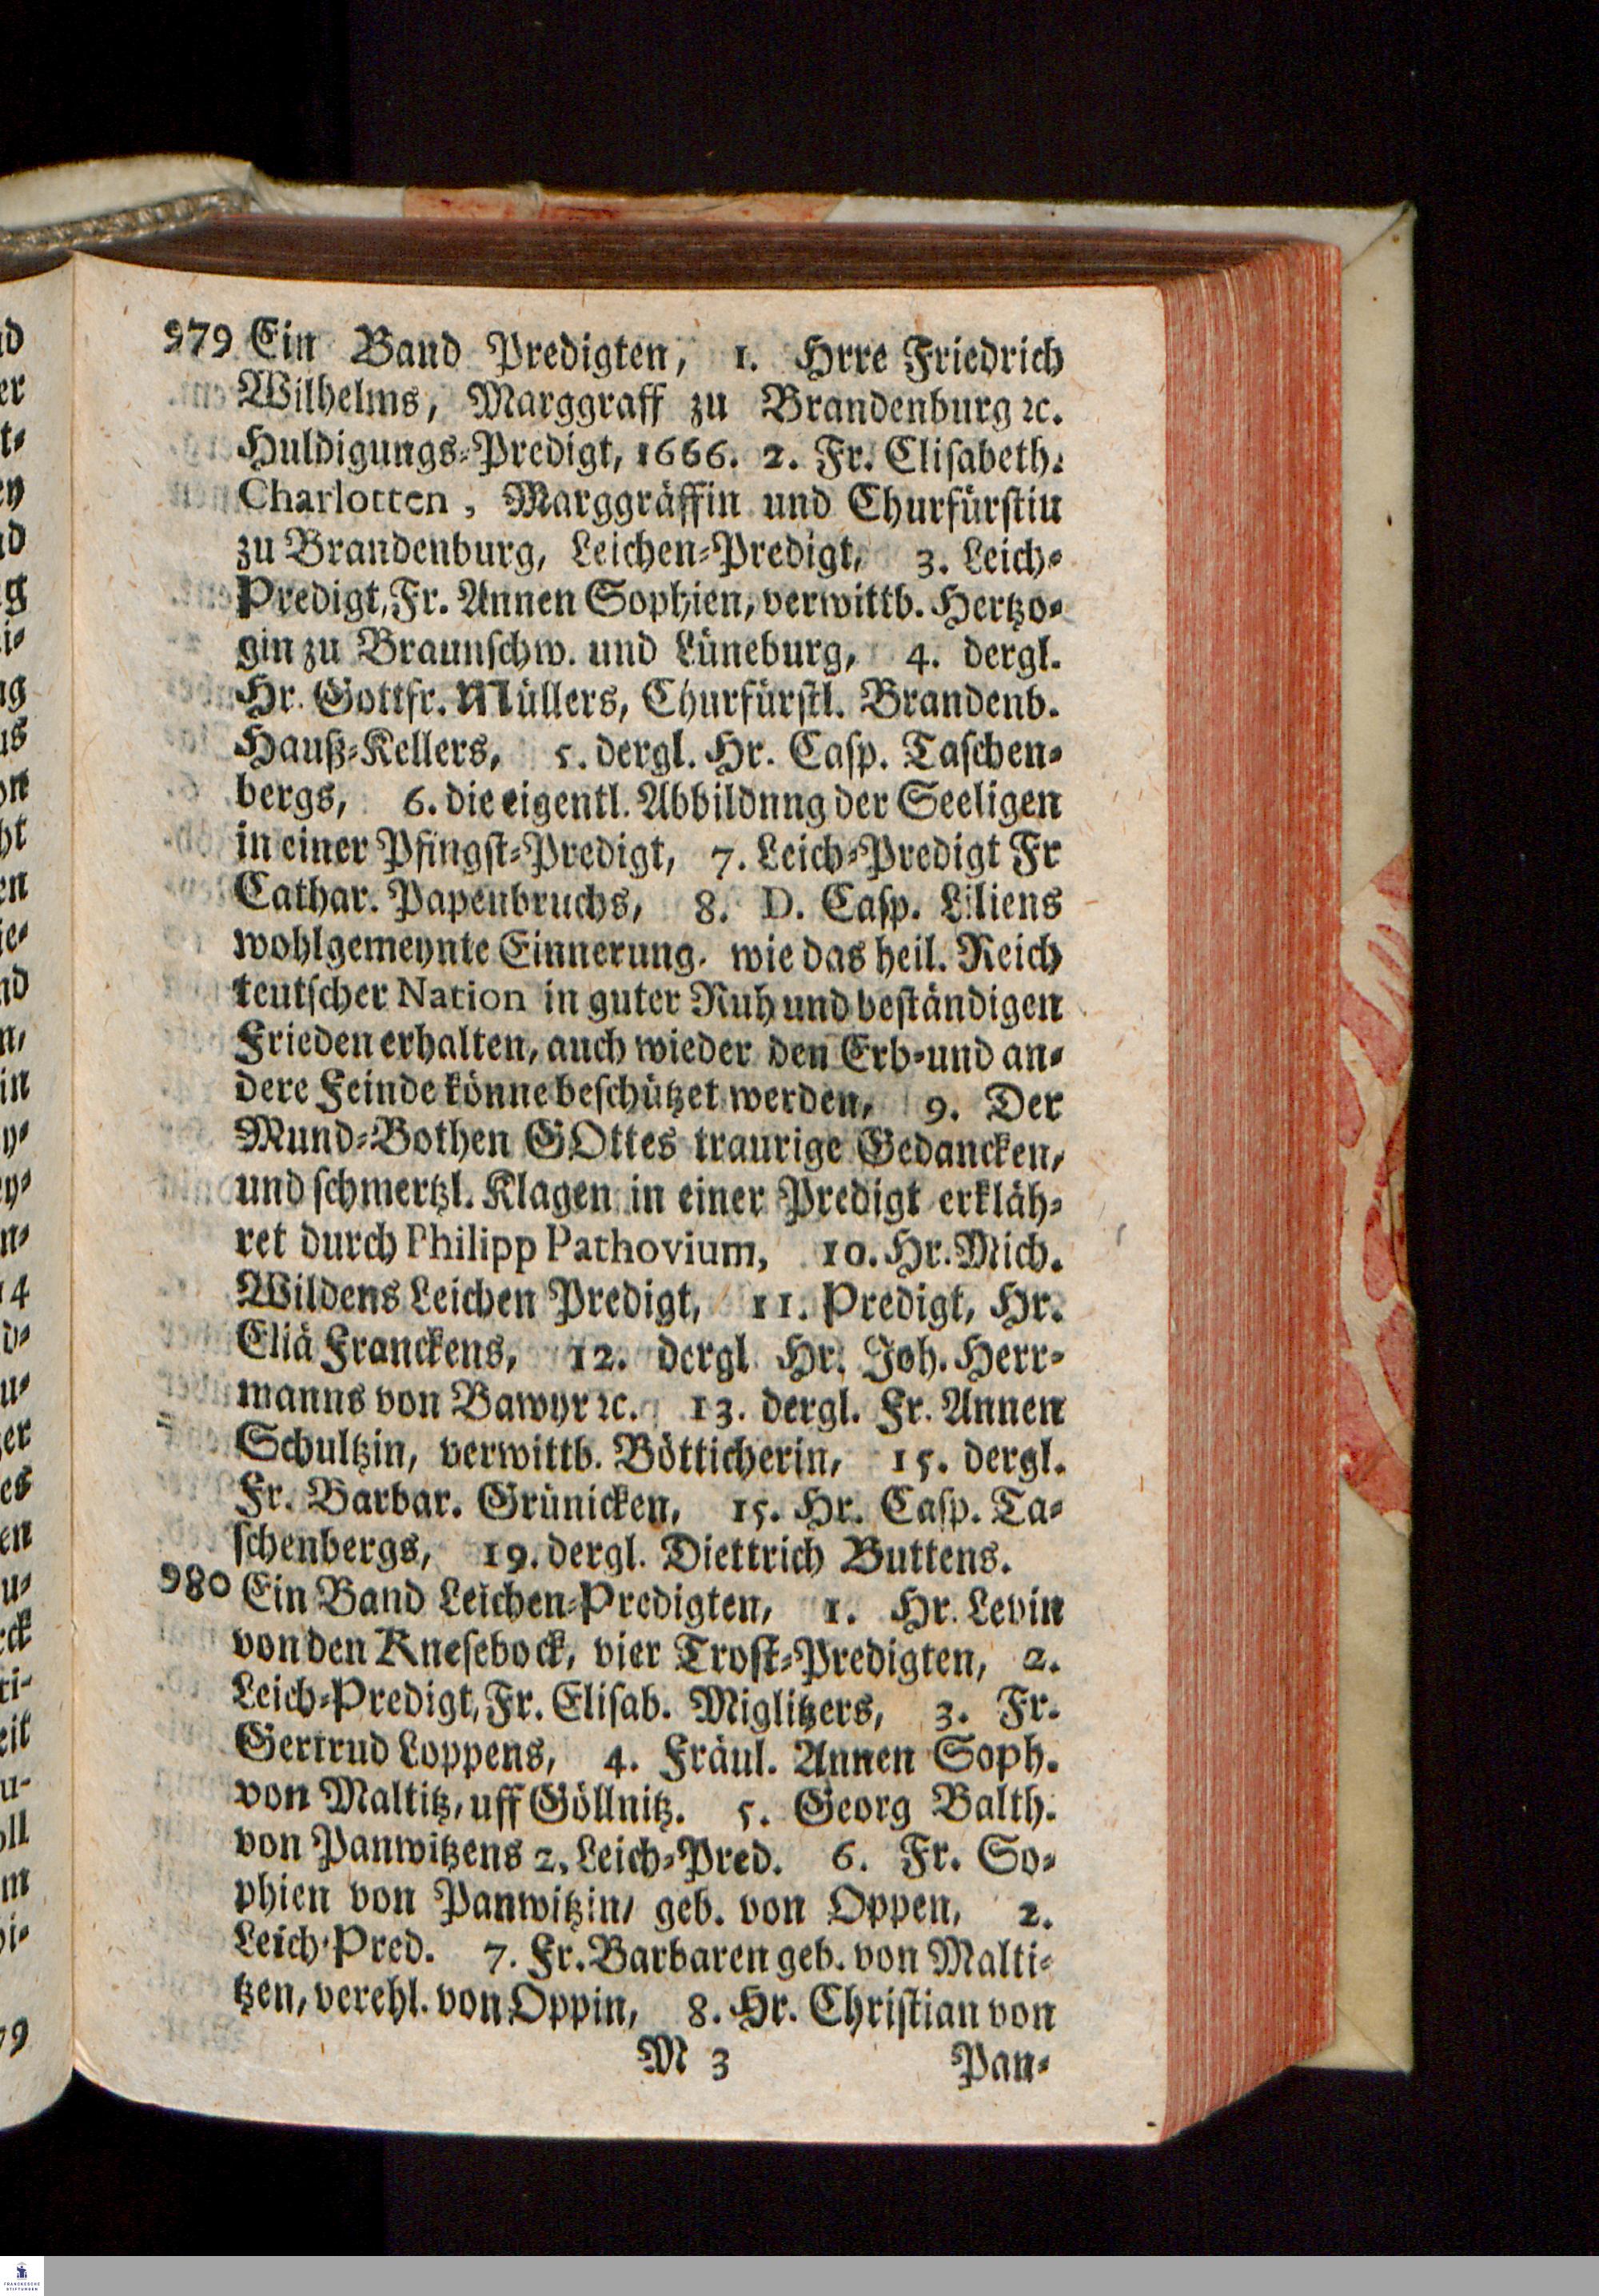 979 Ein Band Predigten, 1. Hrre Friedrich
Wilhelms, Marggraff zu Brandenburg ꝛc.
Huldigungs-Predigt, 1666. 2. Fr. Elisabeth.
Charlotten, Marggräffin und Churfürstiu
zu Brandenburg, Leichen-Predigt, 3. Leich-
Predigt, Fr. Annen Sophien, verwittb. Hertzo-
gin zu Braunschw. und Lüneburg, 4. dergl.
Hr. Gottfr. Müllers, Churfürstl. Brandenb.
Hauß-Kellers, 5. dergl. Hr. Casp. Taschen-
bergs, 6. die eigentl. Abbildnng der Seeligen
in einer Pfingst-Predigt, 7. Leich-Predigt Fr
Cathar. Papenbruchs, 8. D. Casp. Liliens
wohlgemeynte Einnerung, wie das heil. Reich
teutscher Nation in guter Ruh und beständigen
Frieden erhalten, auch wieder den Erb-und an-
dere Feinde könne beschützet werden, 9. Der
Mund-Bothen GOttes traurige Gedancken,
und schmertzl. Klagen in einer Predigt erkläh-
ret durch Philipp Pathovium, 10. Hr. Mich.
Wildens Leichen Predigt, 11. Predigt, Hr.
Eliä Franckens, 12. dergl Hr. Joh. Herr-
manns von Bawyr ꝛc. 13. dergl. Fr. Annen
Schultzin, verwittb. Bötticherin, 15. dergl.
Fr. Barbar. Grünicken, 15. Hr. Casp. Ta-
schenbergs, 19. dergl. Diettrich Buttens.
980 Ein Band Leichen-Predigten, 1. Hr. Levin
von den Knesebock, vier Trost-Predigten, 2.
Leich-Predigt, Fr. Elisab. Miglitzers, 3. Fr.
Gertrud Loppens, 4. Fräul. Annen Soph.
von Maltitz, uff Göllnitz. 5. Georg Balth.
von Panwitzens 2. Leich-Pred. 6. Fr. So-
phien von Panwitzin, geb. von Oppen, 2.
Leich-Pred. 7. Fr. Barbaren geb. von Malti-
tzen, verehl. von Oppin, 8. Hr. Christian von
M 3 Pan-
FRANCKESCHE
STIFTUNGEN